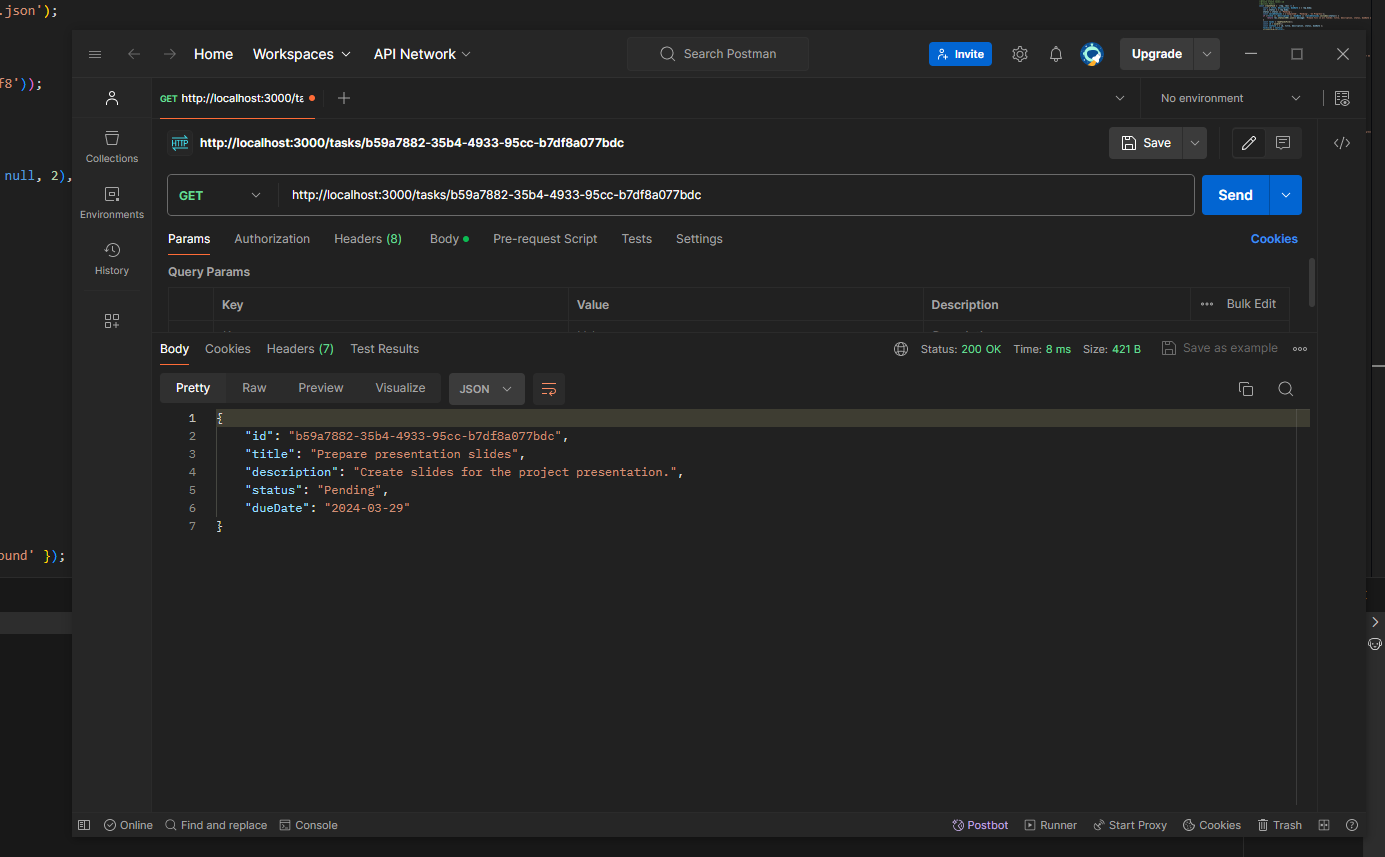 .json');
f8'));
null, 2),
ound' });
Home Workspaces API Network Search Postman Invite Upgrade
GET http://localhost:3000/ta No environment
HTTP http://localhost:3000/tasks/b59a7882-35b4-4933-95cc-b7df8a077bdc Save
Collections
Environments
History
GET http://localhost:3000/tasks/b59a7882-35b4-4933-95cc-b7df8a077bdc Send
Params Authorization Headers (8) Body Pre-request Script Tests Settings Cookies
Query Params
Key Value Description Bulk Edit
Body Cookies Headers (7) Test Results Status: 200 OK Time: 8 ms Size: 421 B Save as example
Pretty Raw Preview Visualize JSON
1 {
2 "id": "b59a7882-35b4-4933-95cc-b7df8a077bdc",
3 "title": "Prepare presentation slides",
4 "description": "Create slides for the project presentation.",
5 "status": "Pending",
6 "dueDate": "2024-03-29"
7 }
Online Find and replace Console Postbot Runner Start Proxy Cookies Trash